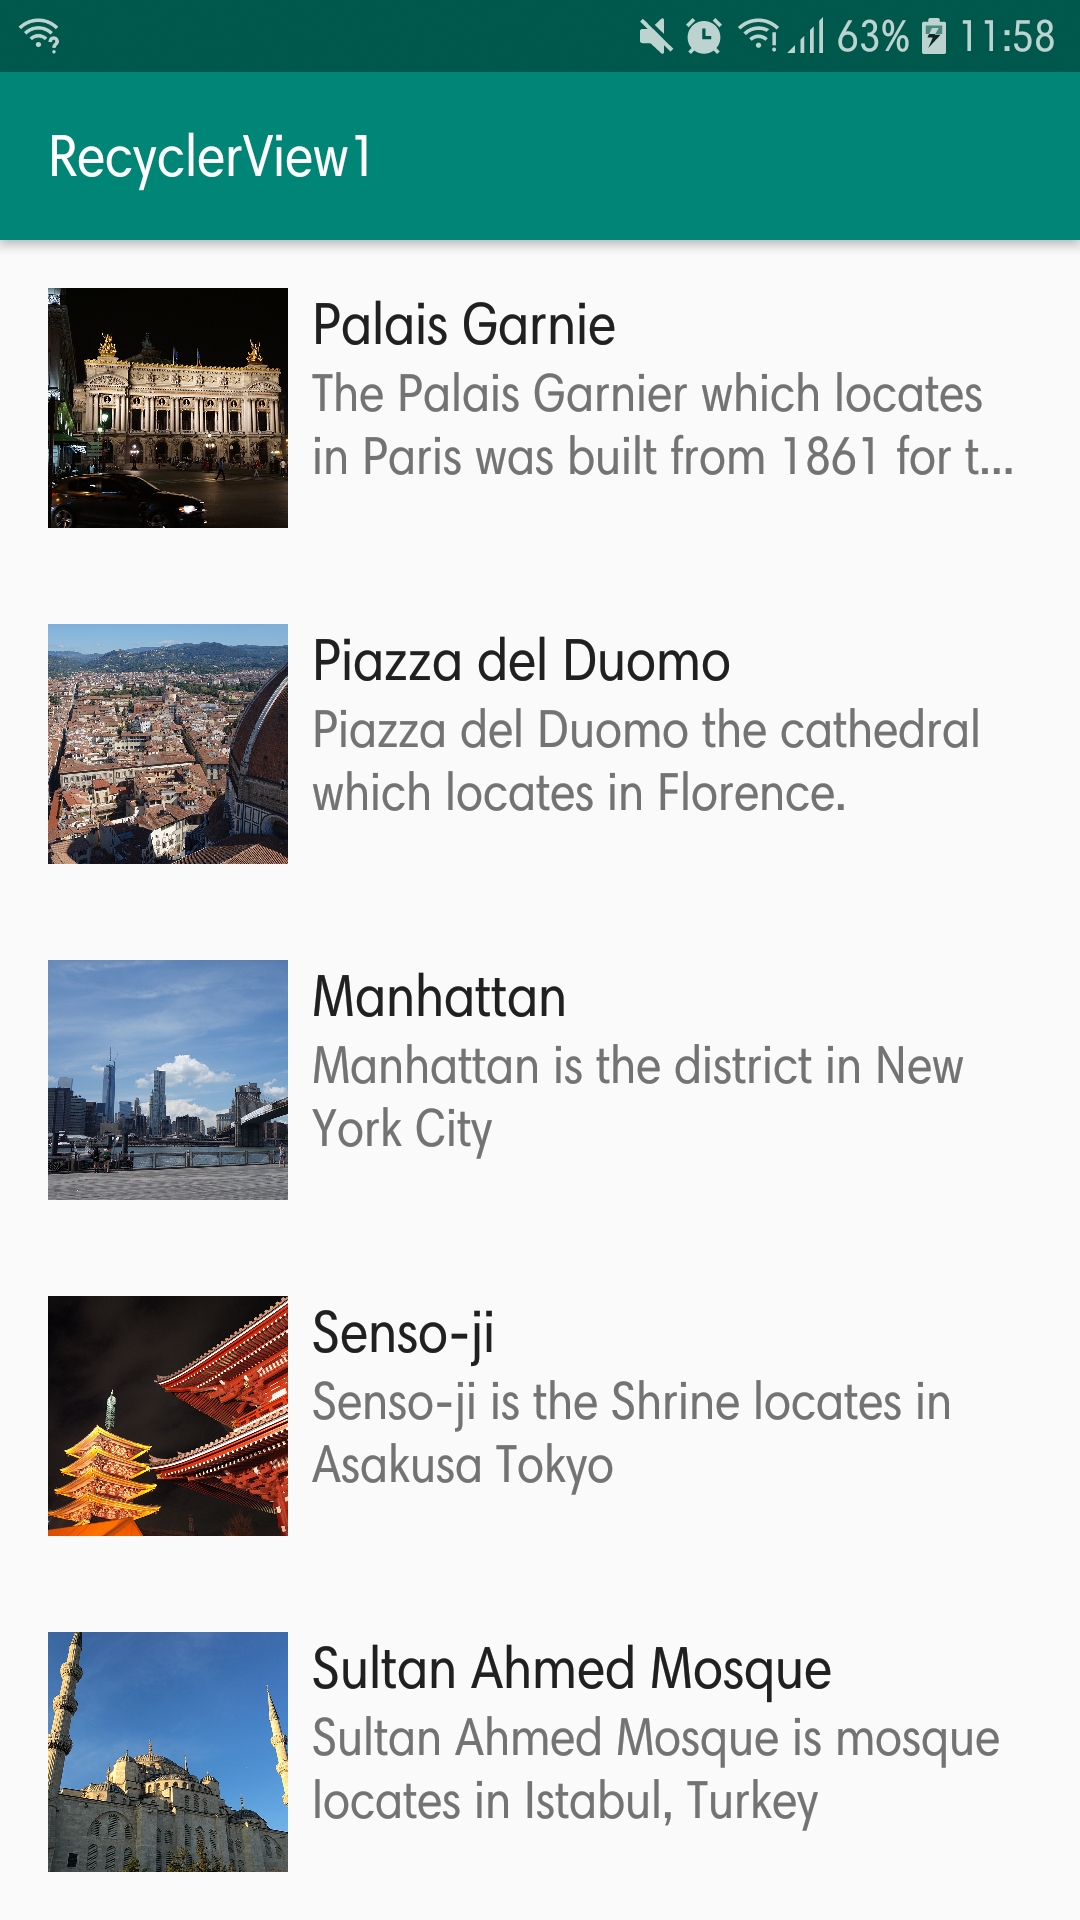 63% 11:58
RecyclerView1
Palais Garnie
The Palais Garnier which locates
in Paris was built from 1861 for t...
Piazza del Duomo
Piazza del Duomo the cathedral
which locates in Florence.
Manhattan
Manhattan is the district in New
York City
Senso-ji
Senso-ji is the Shrine locates in
Asakusa Tokyo
Sultan Ahmed Mosque
Sultan Ahmed Mosque is mosque
locates in Istabul, Turkey